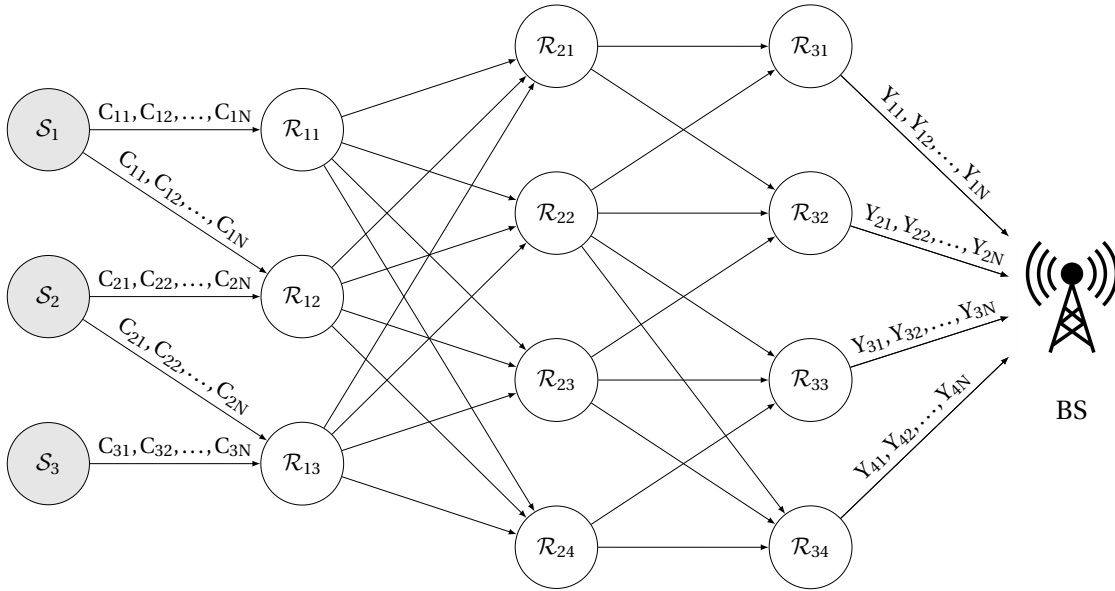 S₁
S₂
S₃
C₁₁, C₁₂, …, C₁N
C₁₁, C₁₂, …, C₁N
C₂₁, C₂₂, …, C₂N
C₂₁, C₂₂, …, C₂N
C₃₁, C₃₂, …, C₃N
R₁₁
R₁₂
R₁₃
R₂₁
R₂₂
R₂₃
R₂₄
R₃₁
R₃₂
R₃₃
R₃₄
Y₁₁, Y₁₂, …, Y₁N
Y₂₁, Y₂₂, …, Y₂N
Y₃₁, Y₃₂, …, Y₃N
Y₄₁, Y₄₂, …, Y₄N
BS